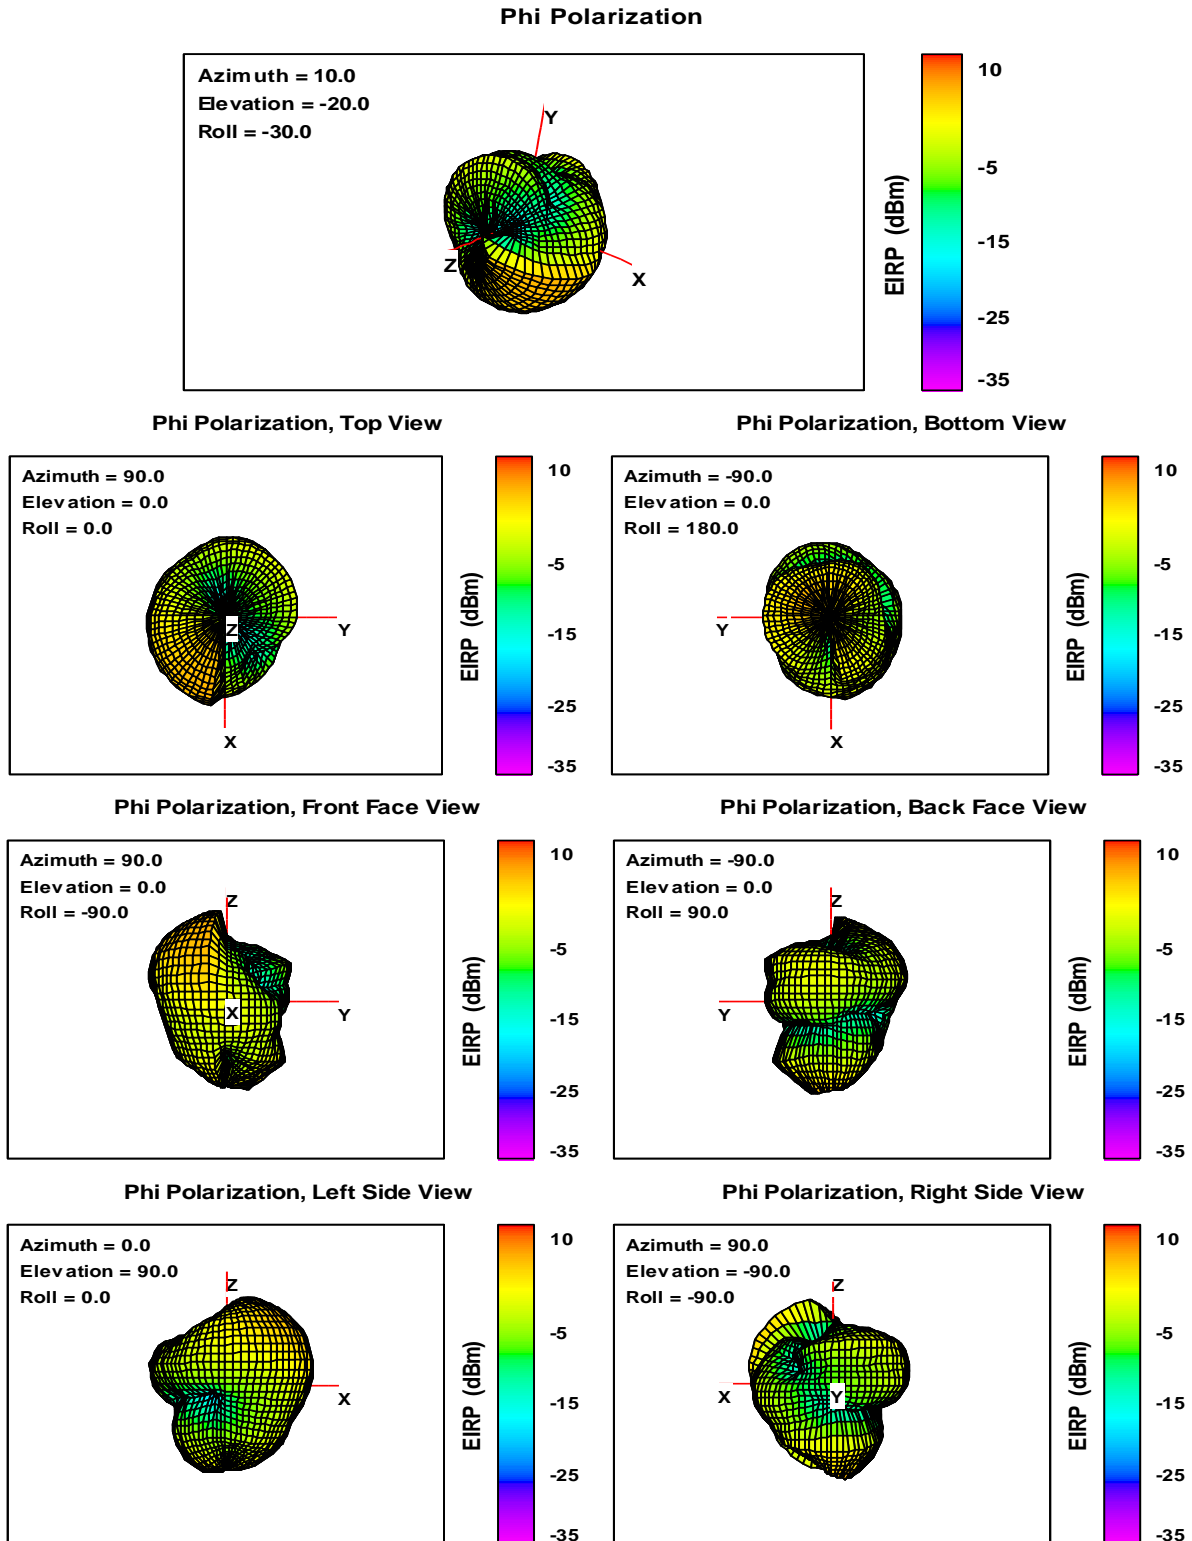 Phi Polarization
Azimuth = 10.0
Elevation = -20.0
Roll = -30.0
Y
Z
X
EIRP (dBm)
10
-5
-15
-25
-35
Phi Polarization, Top View
Azimuth = 90.0
Elevation = 0.0
Roll = 0.0
Z
Y
X
EIRP (dBm)
10
-5
-15
-25
-35
Phi Polarization, Bottom View
Azimuth = -90.0
Elevation = 0.0
Roll = 180.0
Y
X
EIRP (dBm)
10
-5
-15
-25
-35
Phi Polarization, Front Face View
Azimuth = 90.0
Elevation = 0.0
Roll = -90.0
Z
X
Y
EIRP (dBm)
10
-5
-15
-25
-35
Phi Polarization, Back Face View
Azimuth = -90.0
Elevation = 0.0
Roll = 90.0
Z
Y
EIRP (dBm)
10
-5
-15
-25
-35
Phi Polarization, Left Side View
Azimuth = 0.0
Elevation = 90.0
Roll = 0.0
Z
X
EIRP (dBm)
10
-5
-15
-25
-35
Phi Polarization, Right Side View
Azimuth = 90.0
Elevation = -90.0
Roll = -90.0
Z
X
Y
EIRP (dBm)
10
-5
-15
-25
-35